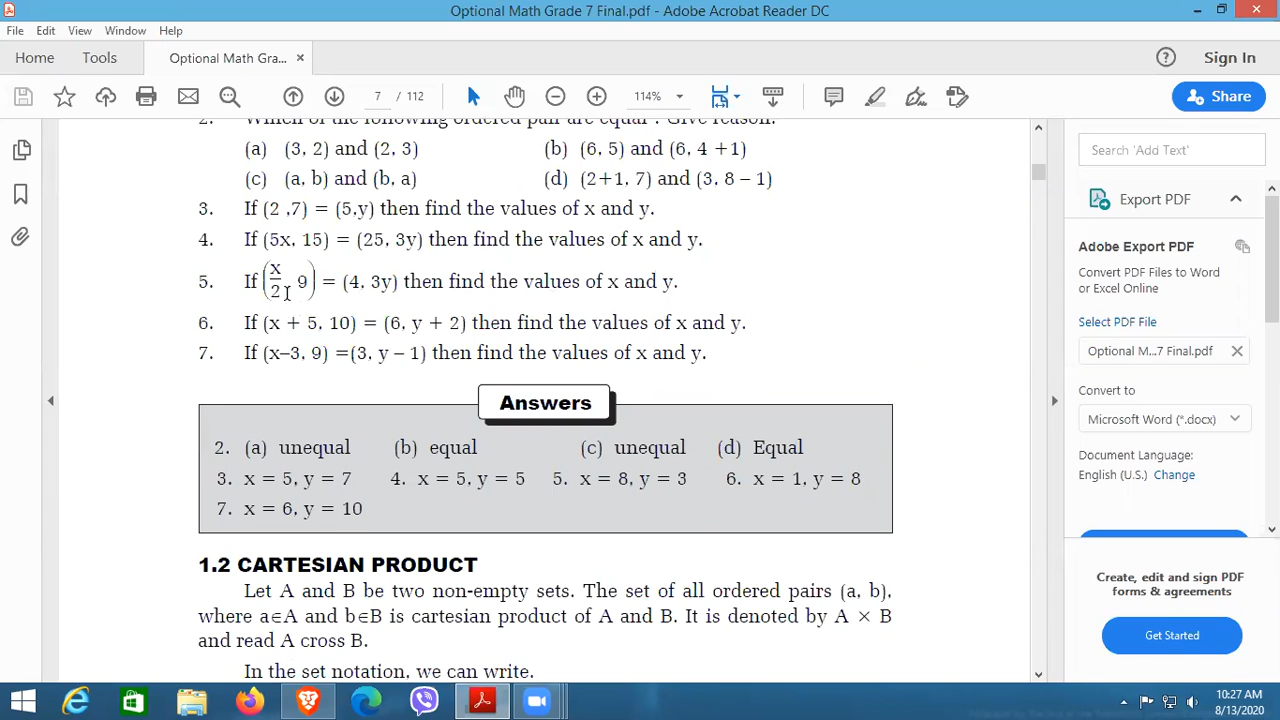 Optional Math Grade 7 Final.pdf - Adobe Acrobat Reader DC
File Edit View Window Help
Home Tools Optional Math Gra... × Sign In
7 / 112 114% Share
2. Which of the following ordered pair are equal ? Give reason.
(a) (3, 2) and (2, 3) (b) (6, 5) and (6, 4 +1)
(c) (a, b) and (b, a) (d) (2+1, 7) and (3, 8 – 1)
3. If (2 ,7) = (5,y) then find the values of x and y.
4. If (5x, 15) = (25, 3y) then find the values of x and y.
5. If (x/2, 9) = (4, 3y) then find the values of x and y.
6. If (x + 5, 10) = (6, y + 2) then find the values of x and y.
7. If (x–3, 9) =(3, y – 1) then find the values of x and y.
Answers
2. (a) unequal (b) equal (c) unequal (d) Equal
3. x = 5, y = 7 4. x = 5, y = 5 5. x = 8, y = 3 6. x = 1, y = 8
7. x = 6, y = 10
1.2 CARTESIAN PRODUCT
Let A and B be two non-empty sets. The set of all ordered pairs (a, b),
where a∈A and b∈B is cartesian product of A and B. It is denoted by A × B
and read A cross B.
In the set notation, we can write.
Search 'Add Text'
Export PDF
Adobe Export PDF
Convert PDF Files to Word
or Excel Online
Select PDF File
Optional M...7 Final.pdf ×
Convert to
Microsoft Word (*.docx)
Document Language:
English (U.S.) Change
Create, edit and sign PDF
forms & agreements
Get Started
10:27 AM
8/13/2020